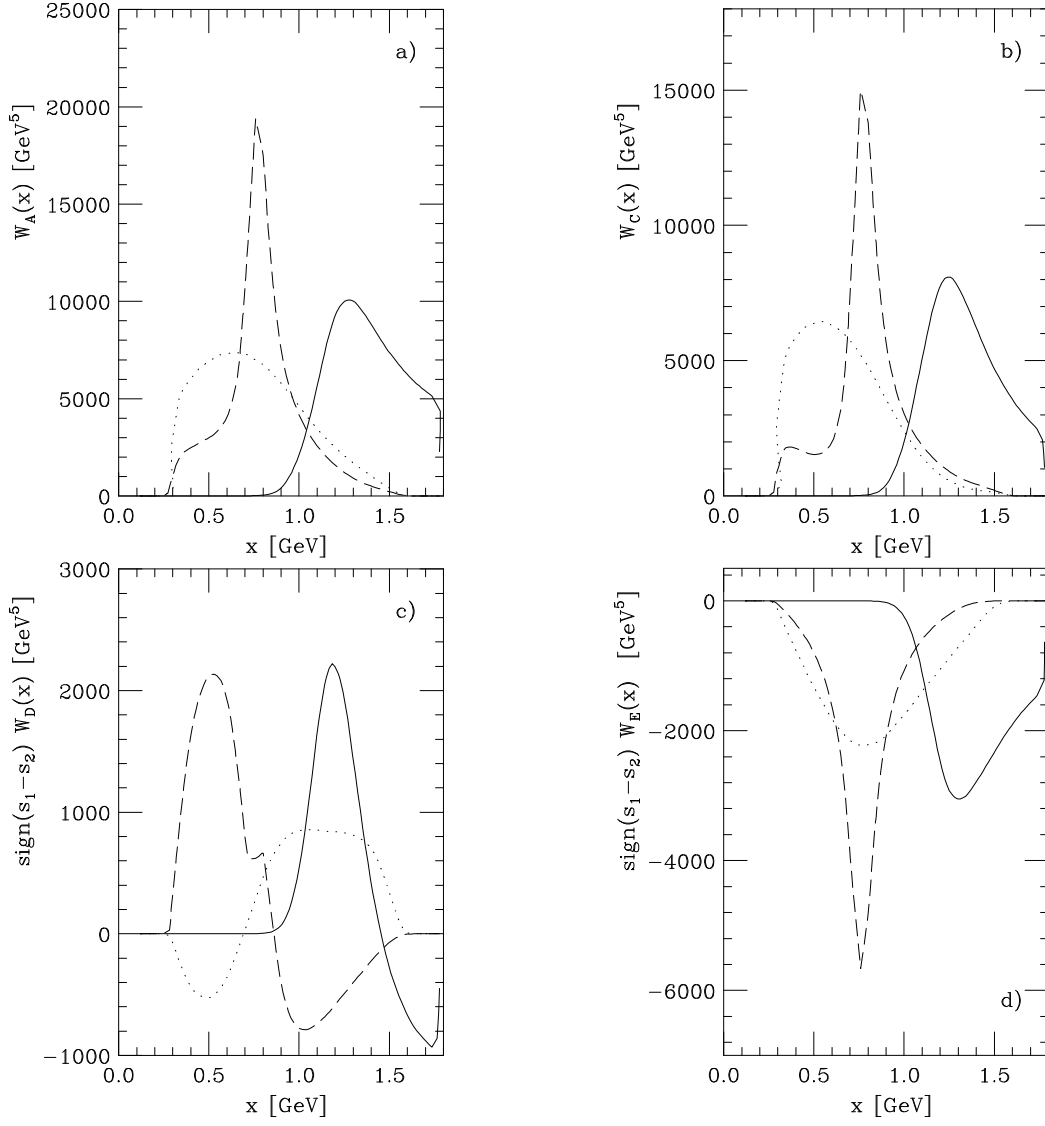 25000
20000
15000
10000
5000
0
W_A(x) [GeV^5]
a)
0.0 0.5 1.0 1.5
x [GeV]
15000
10000
5000
0
W_C(x) [GeV^5]
b)
0.0 0.5 1.0 1.5
x [GeV]
3000
2000
1000
0
−1000
sign(s_1−s_2) W_D(x) [GeV^5]
c)
0.0 0.5 1.0 1.5
x [GeV]
0
−2000
−4000
−6000
sign(s_1−s_2) W_E(x) [GeV^5]
d)
0.0 0.5 1.0 1.5
x [GeV]